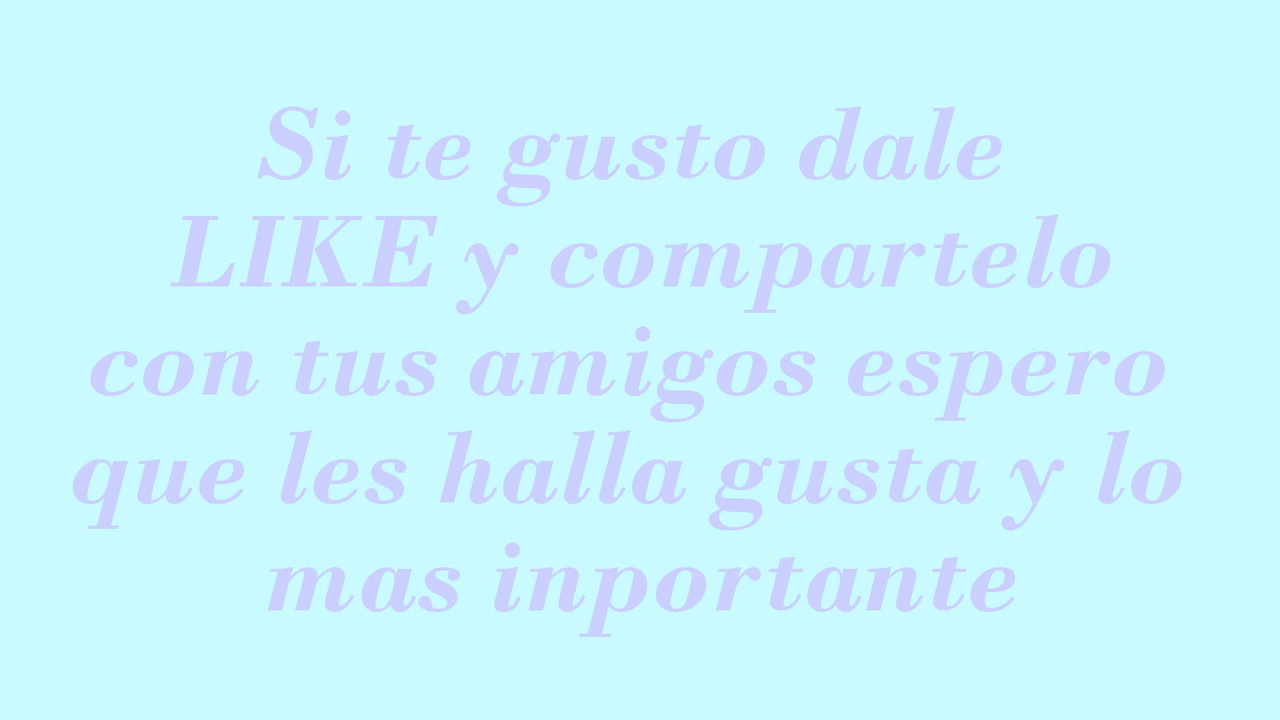 Si te gusto dale
LIKE y compartelo
con tus amigos espero
que les halla gusta y lo
mas inportante